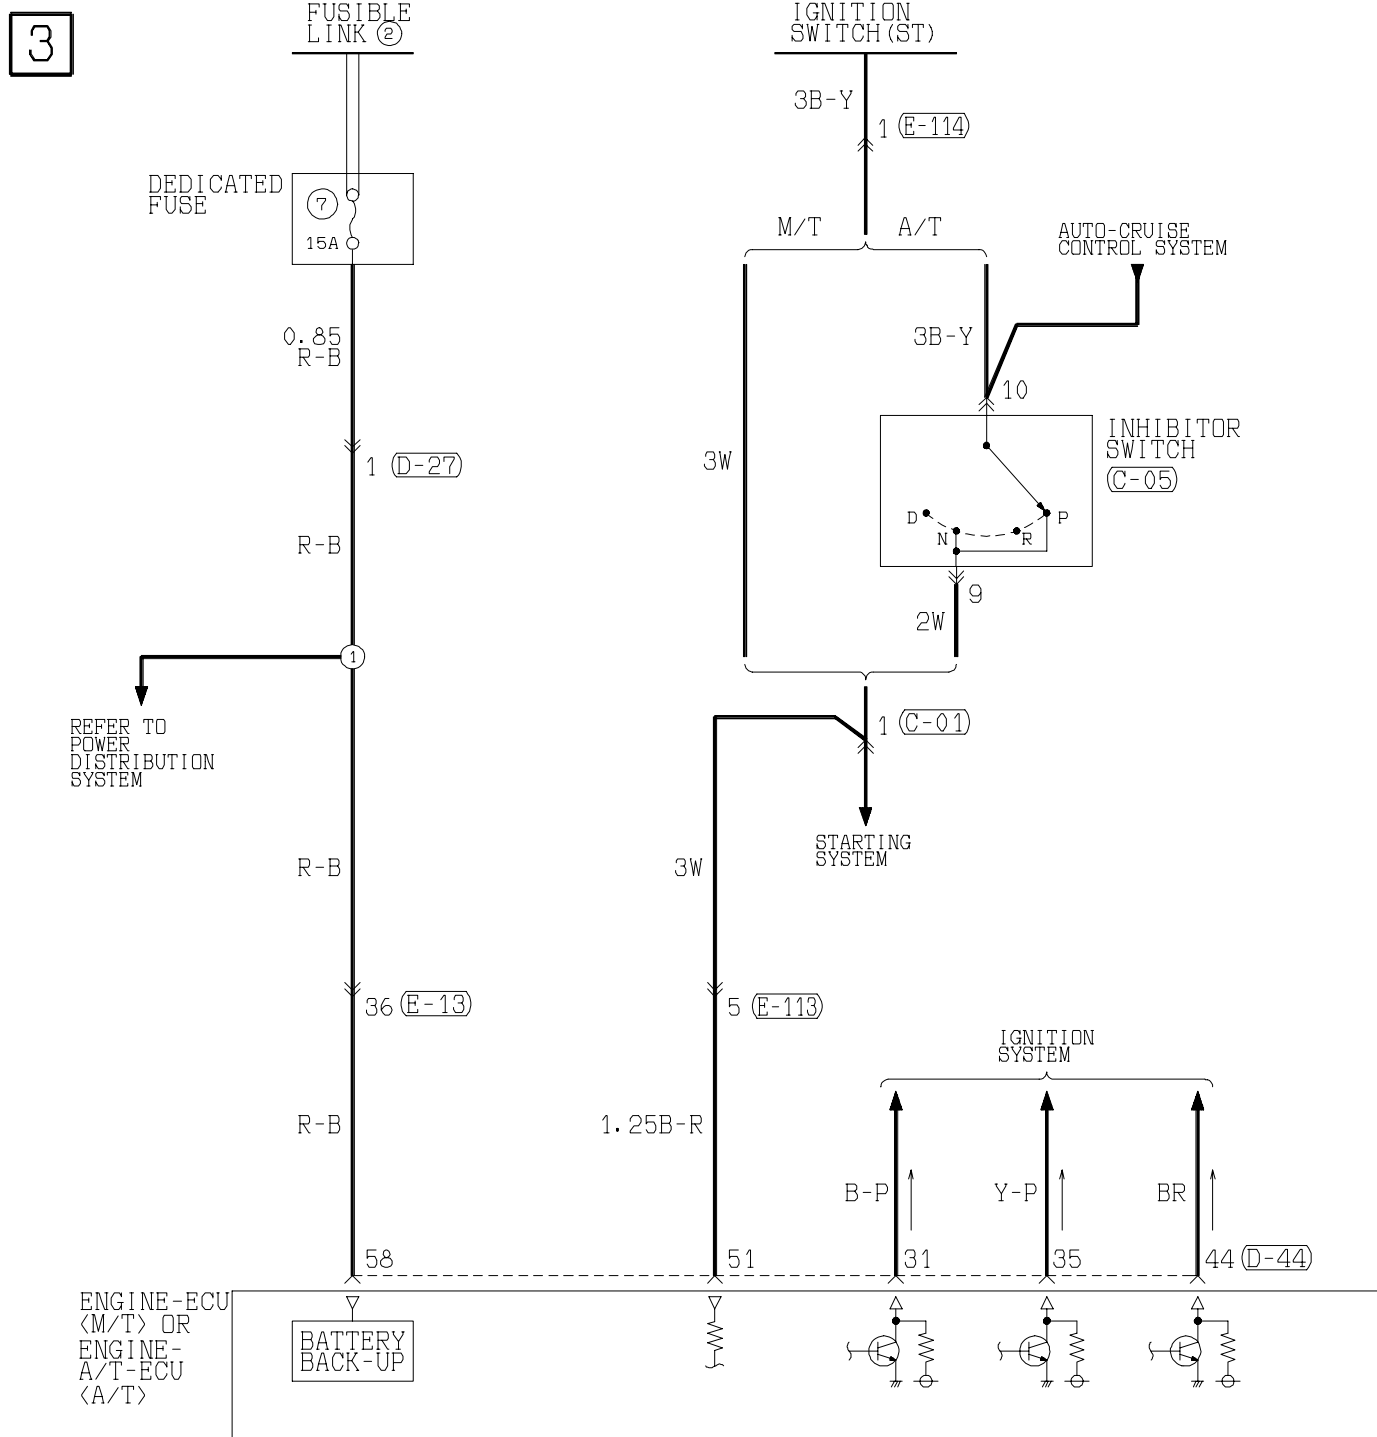 3
FUSIBLE
LINK ②
IGNITION
SWITCH(ST)
3B-Y
1 (E-114)
DEDICATED
FUSE
7
15A
M/T
A/T
AUTO-CRUISE
CONTROL SYSTEM
0.85
R-B
3B-Y
10
INHIBITOR
SWITCH
(C-05)
1 (D-27)
3W
D
P
N
R
R-B
9
2W
1
REFER TO
POWER
DISTRIBUTION
SYSTEM
1 (C-01)
STARTING
SYSTEM
R-B
3W
36 (E-13)
5 (E-113)
IGNITION
SYSTEM
R-B
1.25B-R
B-P
Y-P
BR
58
51
31
35
44 (D-44)
ENGINE-ECU
<M/T> OR
ENGINE-
A/T-ECU
<A/T>
BATTERY
BACK-UP